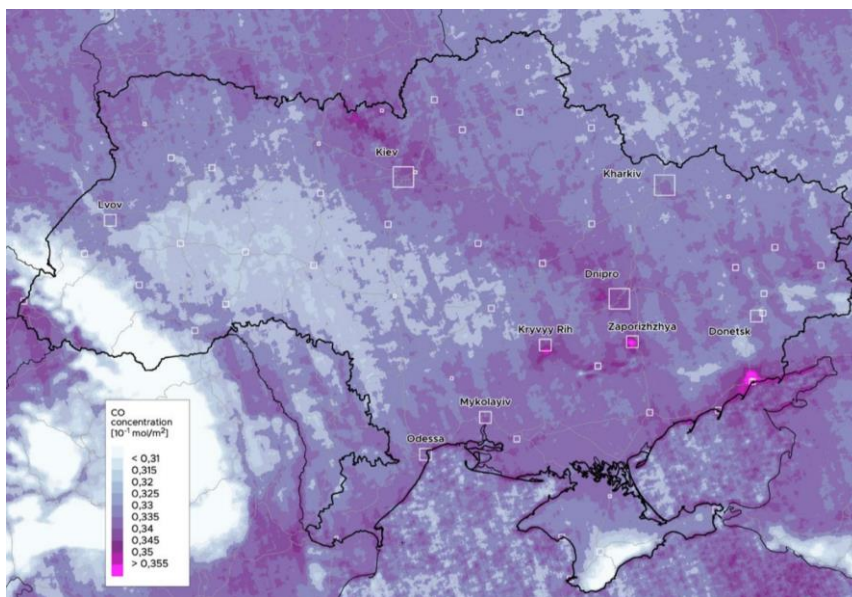 Kiev
Kharkiv
Lvov
Dnipro
Kryvyy Rih
Zaporizhzhya
Donetsk
Mykolayiv
Odessa
CO
concentration
[10⁻¹ mol/m²]
< 0,31
0,315
0,32
0,325
0,33
0,335
0,34
0,345
0,35
> 0,355